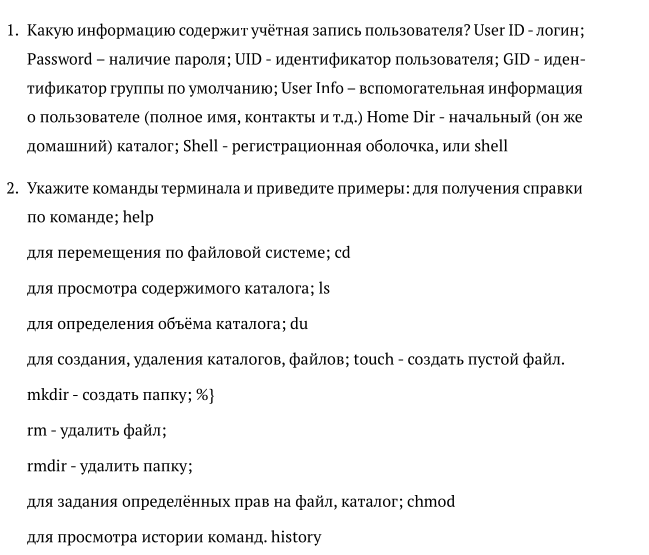 1. Какую информацию содержит учётная запись пользователя? User ID - логин;
Password – наличие пароля; UID - идентификатор пользователя; GID - иден-
тификатор группы по умолчанию; User Info – вспомогательная информация
о пользователе (полное имя, контакты и т.д.) Home Dir - начальный (он же
домашний) каталог; Shell - регистрационная оболочка, или shell
2. Укажите команды терминала и приведите примеры: для получения справки
по команде; help
для перемещения по файловой системе; cd
для просмотра содержимого каталога; ls
для определения объёма каталога; du
для создания, удаления каталогов, файлов; touch - создать пустой файл.
mkdir - создать папку; %}
rm - удалить файл;
rmdir - удалить папку;
для задания определённых прав на файл, каталог; chmod
для просмотра истории команд. history